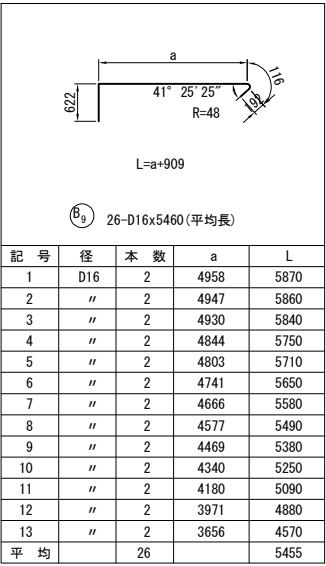 a
116
622
41° 25' 25″
92
R=48
L=a+909
B9 26-D16x5460(平均長)
記 号 径 本 数 a L
1 D16 2 4958 5870
2 〃 2 4947 5860
3 〃 2 4930 5840
4 〃 2 4844 5750
5 〃 2 4803 5710
6 〃 2 4741 5650
7 〃 2 4666 5580
8 〃 2 4577 5490
9 〃 2 4469 5380
10 〃 2 4340 5250
11 〃 2 4180 5090
12 〃 2 3971 4880
13 〃 2 3656 4570
平 均 26 5455